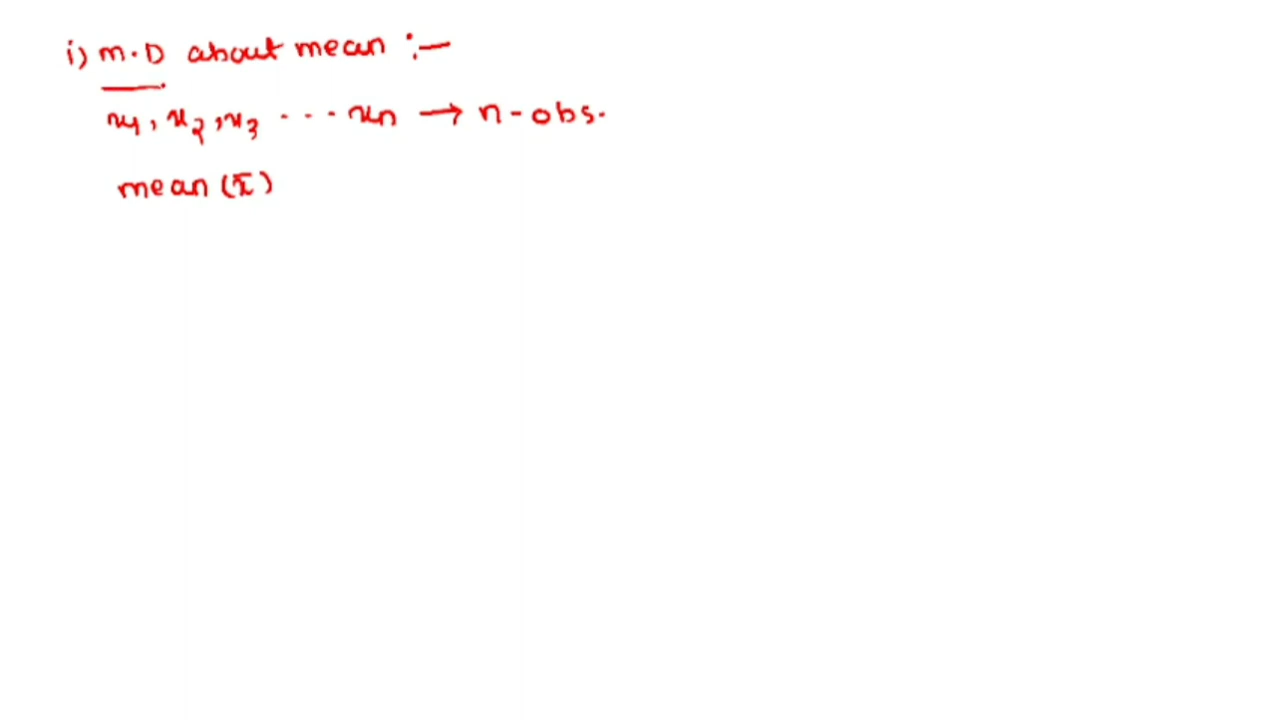 i) M.D about mean :-
x₁, x₂, x₃ ... xn → n-obs.
mean (x̄)